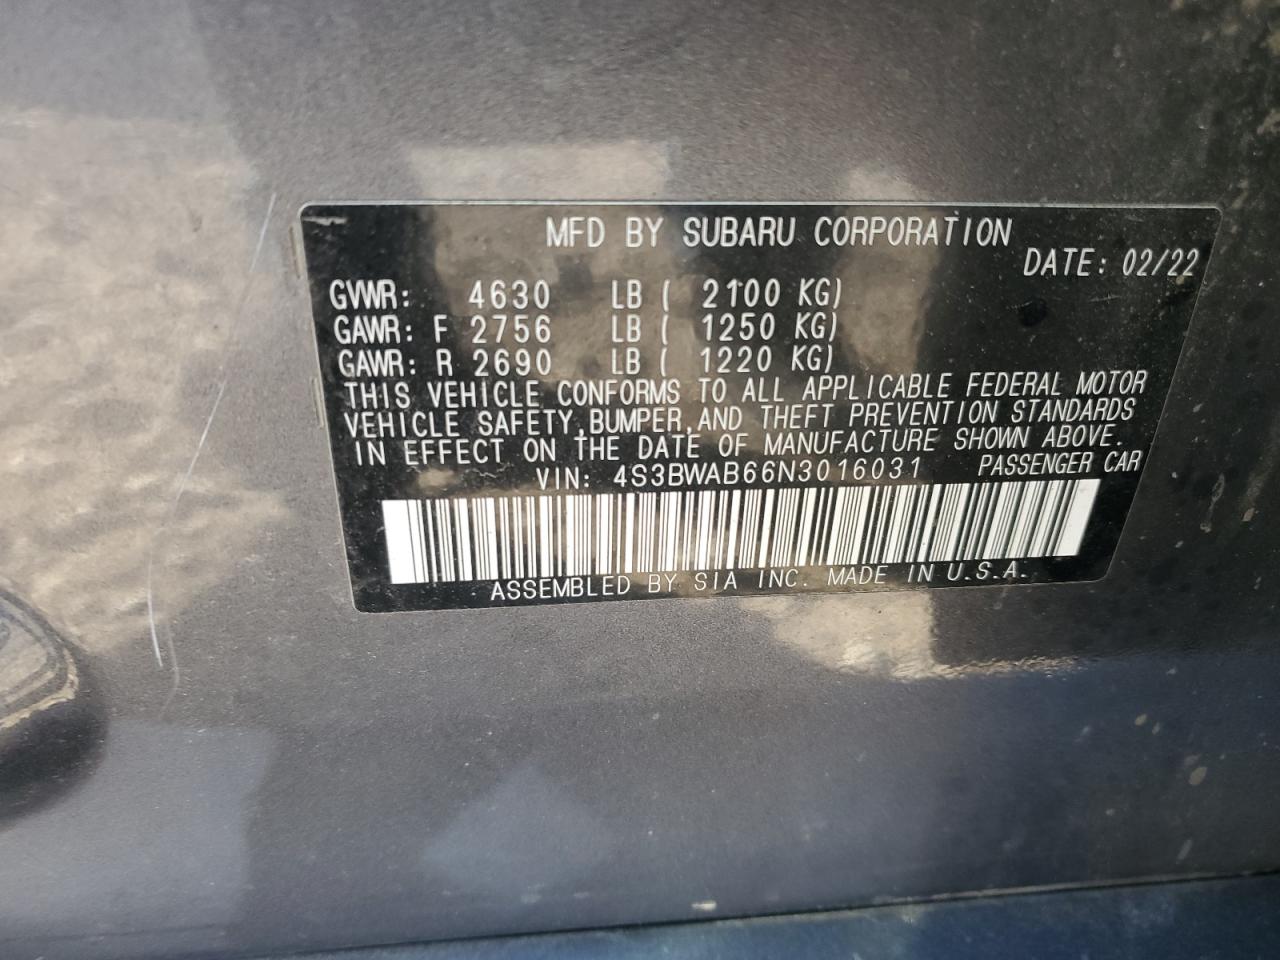 MFD BY SUBARU CORPORATION
DATE: 02/22
GVWR: 4630 LB ( 2100 KG)
GAWR: F 2756 LB ( 1250 KG)
GAWR: R 2690 LB ( 1220 KG)
THIS VEHICLE CONFORMS TO ALL APPLICABLE FEDERAL MOTOR
VEHICLE SAFETY,BUMPER,AND THEFT PREVENTION STANDARDS
IN EFFECT ON THE DATE OF MANUFACTURE SHOWN ABOVE.
VIN: 4S3BWAB66N3016031 PASSENGER CAR
ASSEMBLED BY SIA INC. MADE IN U.S.A.